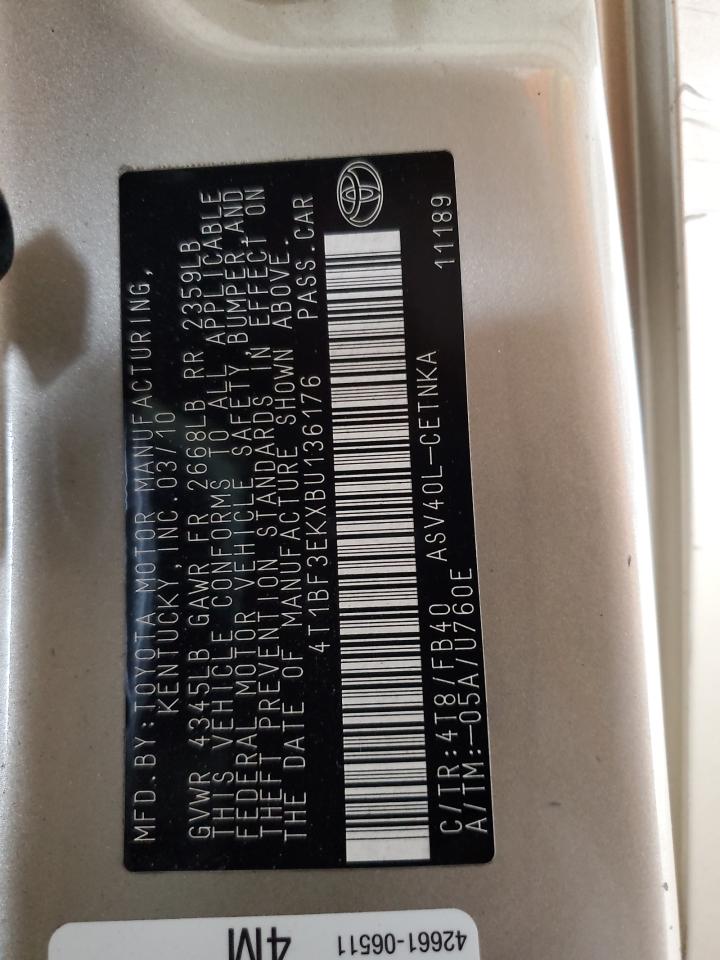 MFD.BY:TOYOTA MOTOR MANUFACTURING,
KENTUCKY,INC.03/10
GVWR 4345LB GAWR FR 2668LB RR 2359LB
THIS VEHICLE CONFORMS TO ALL APPLICABLE
FEDERAL MOTOR VEHICLE SAFETY,BUMPER,AND
THEFT PREVENTION STANDARDS IN EFFECT ON
THE DATE OF MANUFACTURE SHOWN ABOVE.
4T1BF3EKXBU136176 PASS.CAR
C/TR:4T8/FB40 ASV40L-CETNKA 11189
A/TM:-05A/U760E
42661-06511
4M